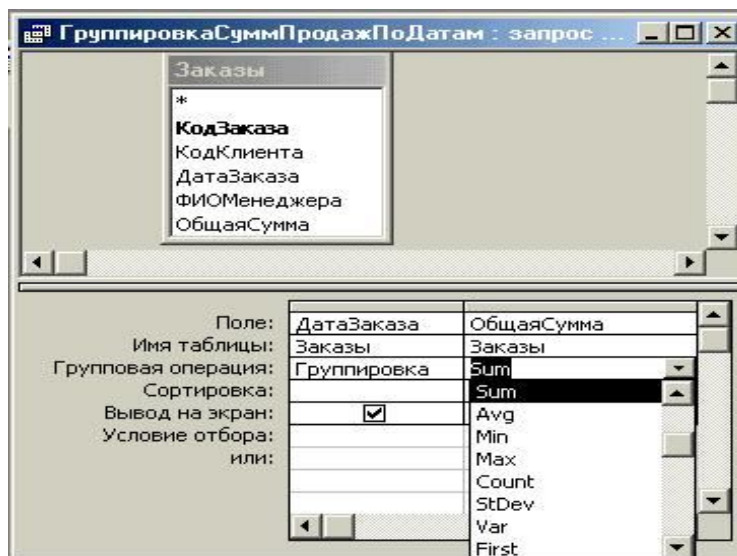 ГруппировкаСуммПродажПоДатам : запрос ...
Заказы
*
КодЗаказа
КодКлиента
ДатаЗаказа
ФИОМенеджера
ОбщаяСумма
Поле: ДатаЗаказа ОбщаяСумма
Имя таблицы: Заказы Заказы
Групповая операция: Группировка Sum
Сортировка: Sum
Вывод на экран: Avg
Условие отбора: Min
или: Max
Count
StDev
Var
First